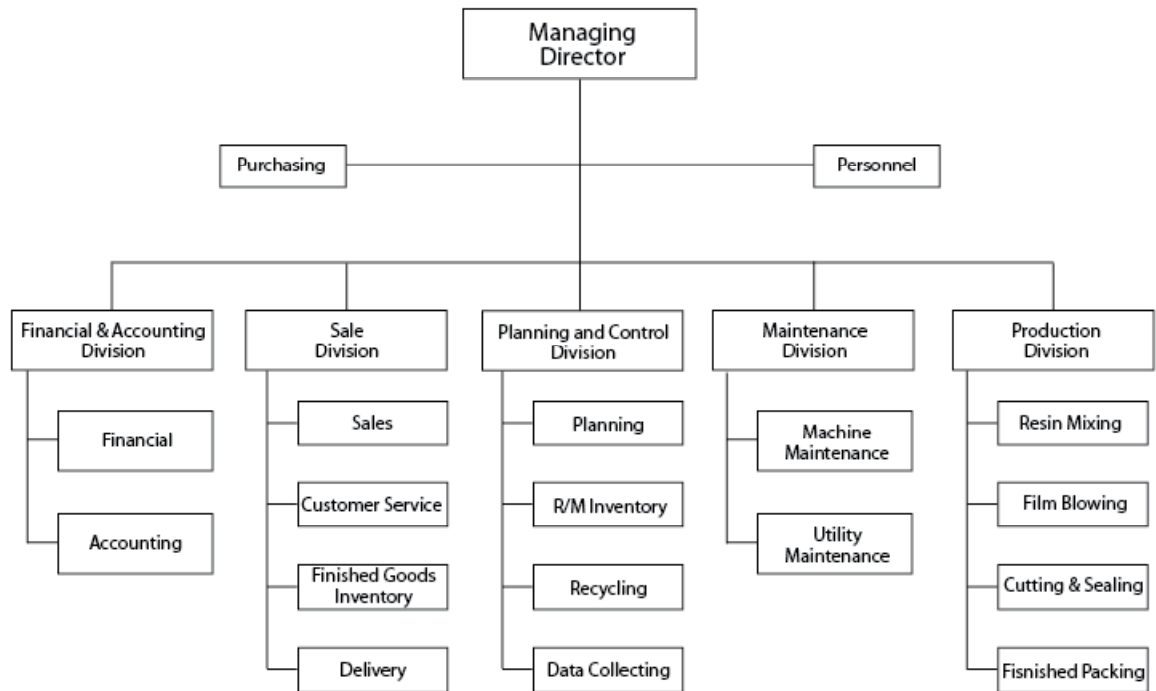 Managing
Director
Purchasing
Personnel
Financial & Accounting
Division
Sale
Division
Planning and Control
Division
Maintenance
Division
Production
Division
Financial
Accounting
Sales
Customer Service
Finished Goods
Inventory
Delivery
Planning
R/M Inventory
Recycling
Data Collecting
Machine
Maintenance
Utility
Maintenance
Resin Mixing
Film Blowing
Cutting & Sealing
Fisnished Packing